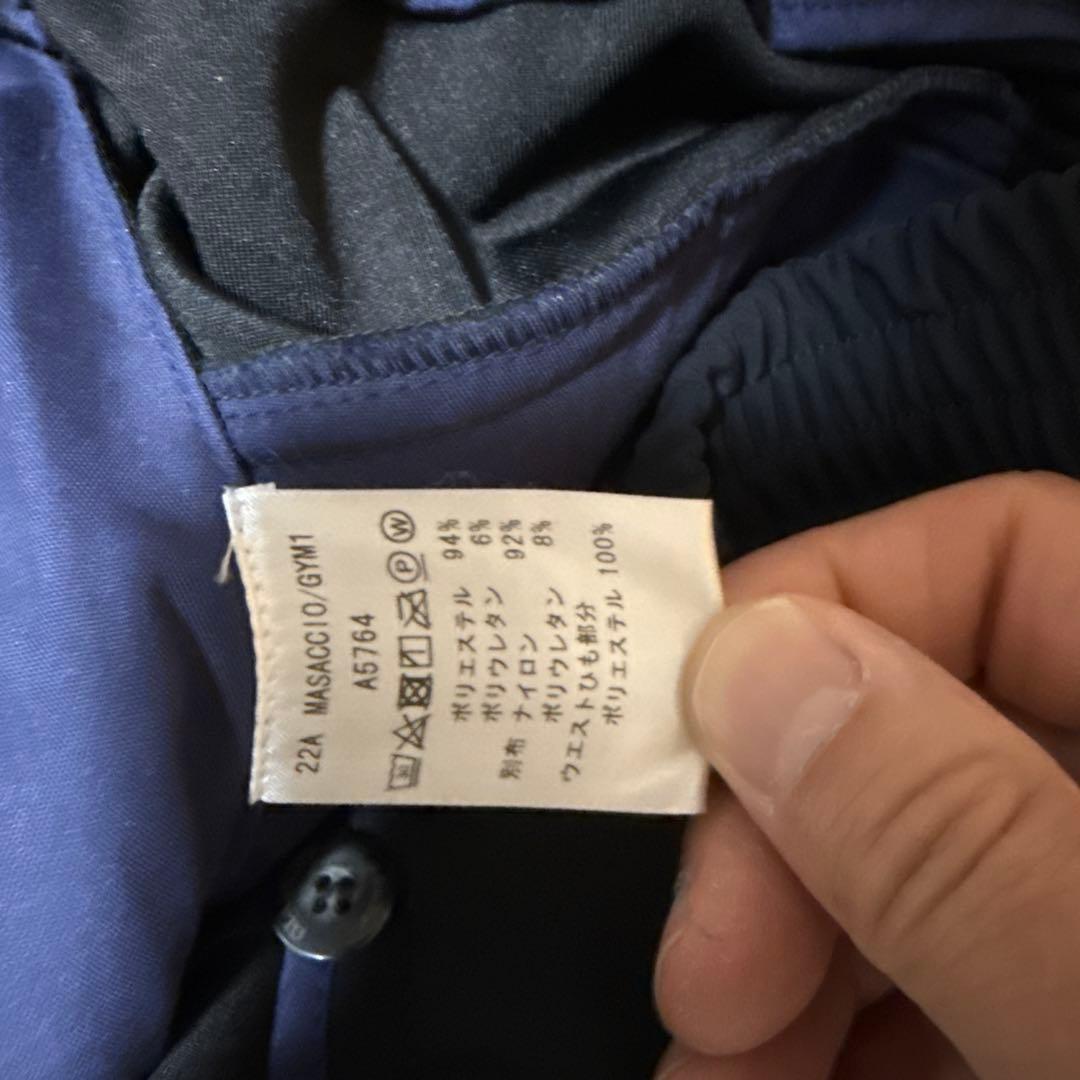 22A MASACCIO/GYM1
A5764
ポリエステル 94%
ポリウレタン 6%
別布 ナイロン 92%
ポリウレタン 8%
ウエストひも部分
ポリエステル 100%